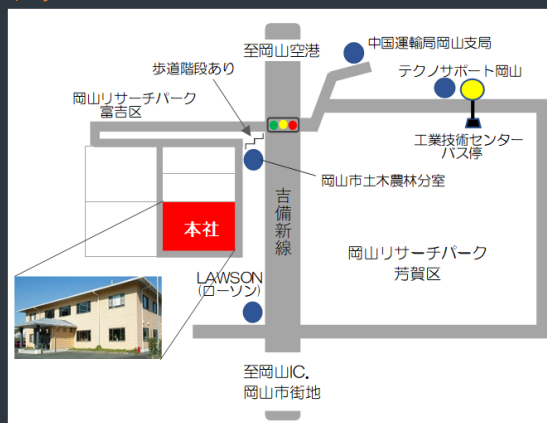 至岡山空港
中国運輸局岡山支局
歩道階段あり
テクノサポート岡山
岡山リサーチパーク
富吉区
工業技術センター
バス停
岡山市土木農林分室
吉備新線
本社
岡山リサーチパーク
芳賀区
LAWSON
(ローソン)
至岡山IC.
岡山市街地